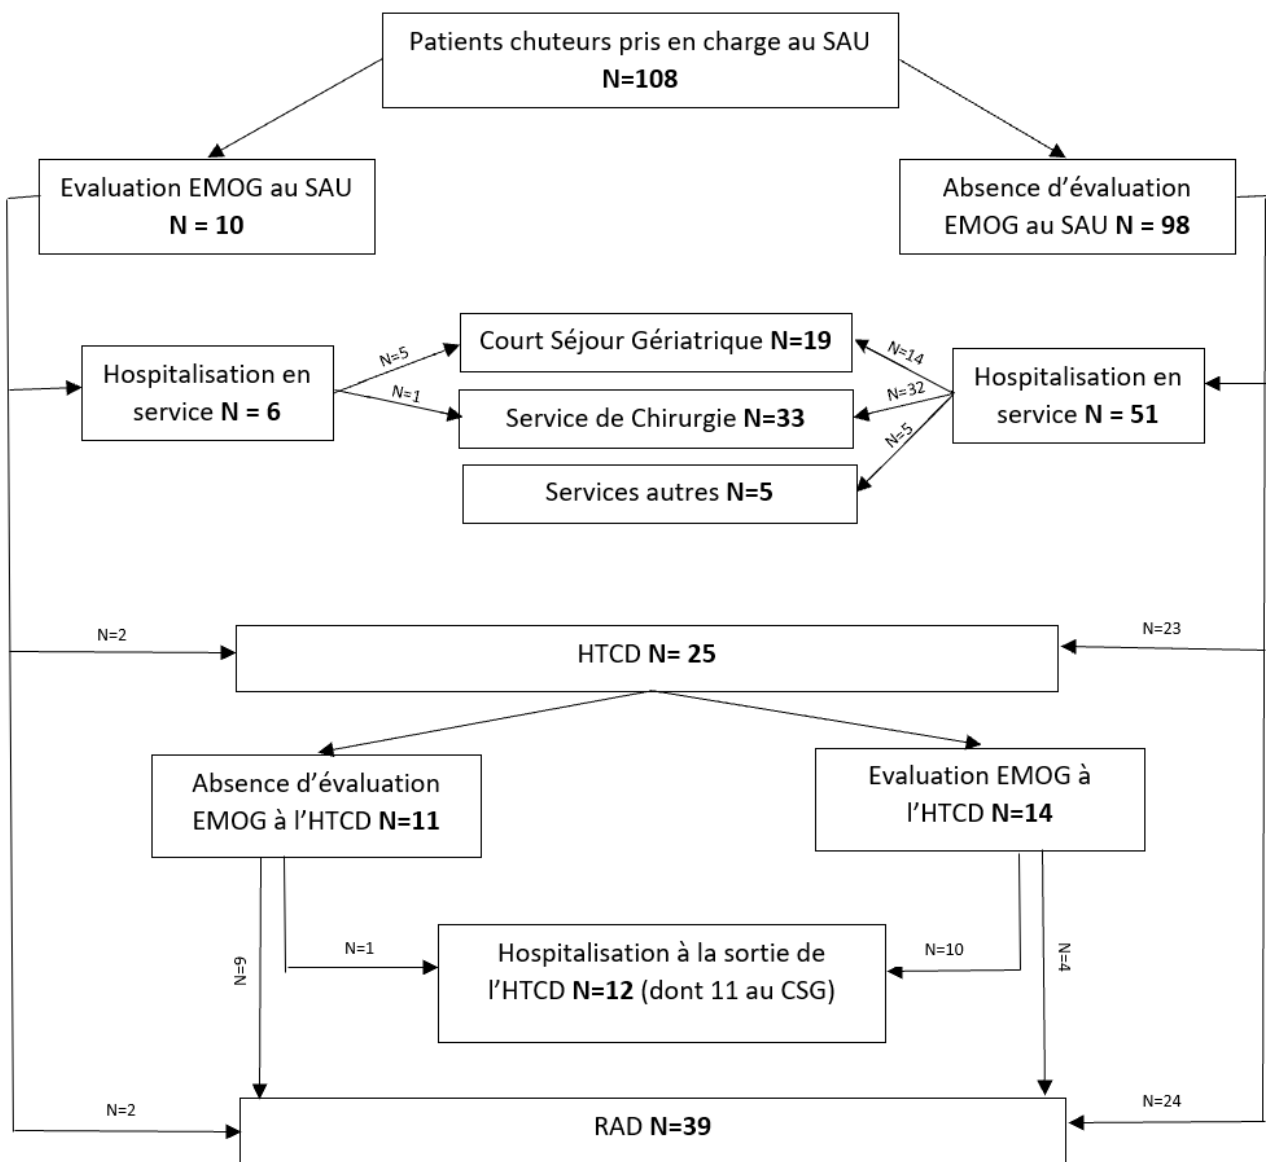 Patients chuteurs pris en charge au SAU
N=108
Evaluation EMOG au SAU
N = 10
Absence d’évaluation
EMOG au SAU N = 98
Hospitalisation en
service N = 6
N=5
N=1
Court Séjour Gériatrique N=19
Service de Chirurgie N=33
Services autres N=5
N=14
N=32
N=5
Hospitalisation en
service N = 51
N=2
HTCD N= 25
N=23
Absence d’évaluation
EMOG à l’HTCD N=11
Evaluation EMOG à
l’HTCD N=14
N=9
N=1
Hospitalisation à la sortie de
l’HTCD N=12 (dont 11 au CSG)
N=10
N=4
N=2
RAD N=39
N=24